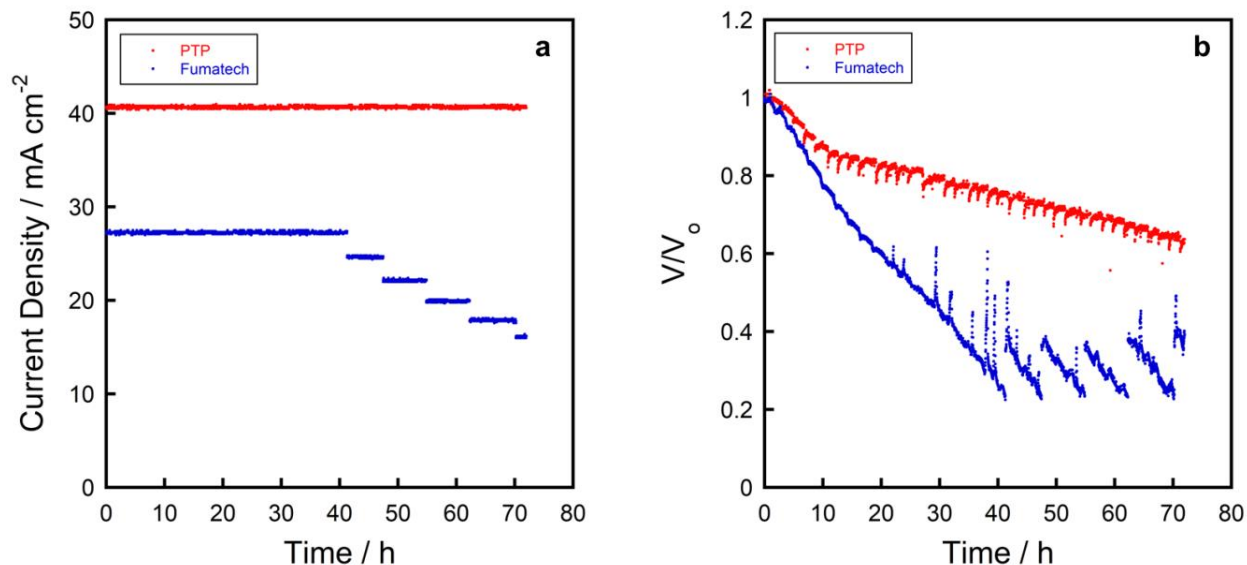 a
PTP
Fumatech
50
40
30
20
10
0
0 10 20 30 40 50 60 70 80
Current Density / mA cm⁻²
Time / h
b
PTP
Fumatech
1.2
1
0.8
0.6
0.4
0.2
0
0 10 20 30 40 50 60 70 80
V/Vₒ
Time / h